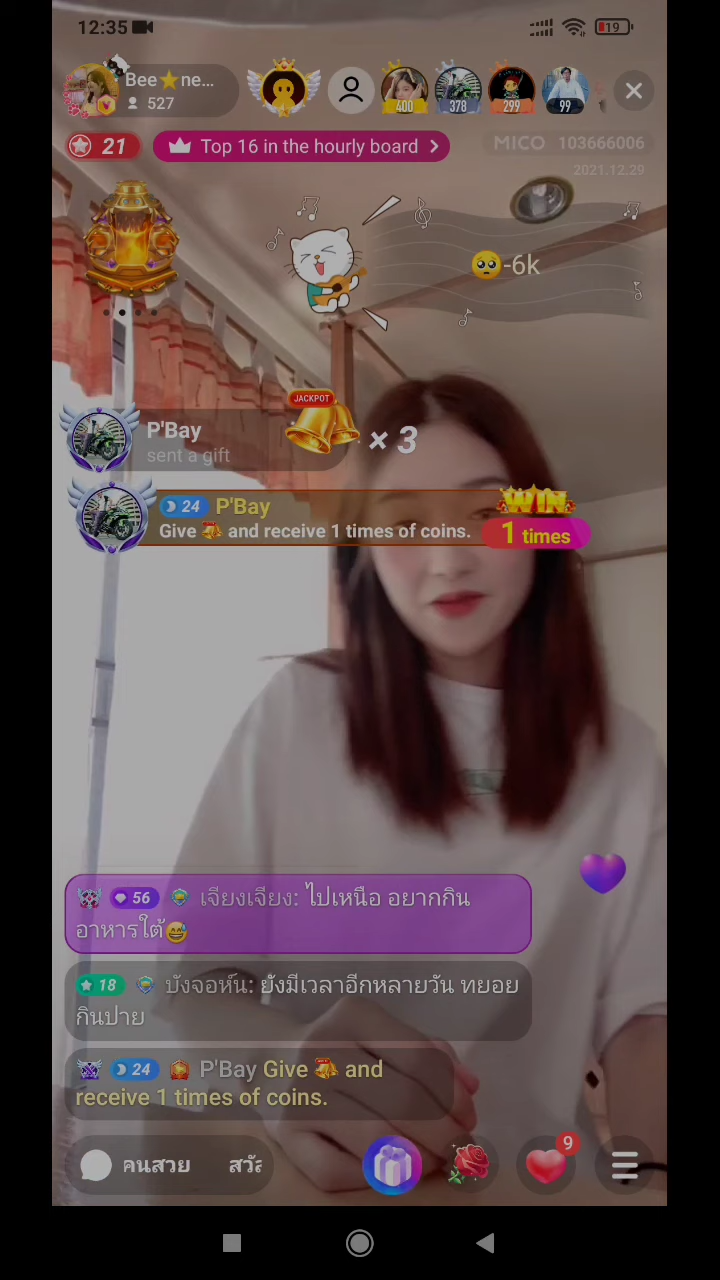 12:35
19
Bee⭐ne...
527
400
378
299
99
21
Top 16 in the hourly board
MICO 103666006
2021.12.29
🥺-6k
JACKPOT
P'Bay
sent a gift
× 3
24 P'Bay
WIN
Give and receive 1 times of coins.
1 times
56 เจียงเจียง: ไปเหนือ อยากกิน
อาหารใต้😅
18 บังจอห์น: ยังมีเวลาอีกหลายวัน ทยอย
กินปาย
24 P'Bay Give and
receive 1 times of coins.
9
คนสวย